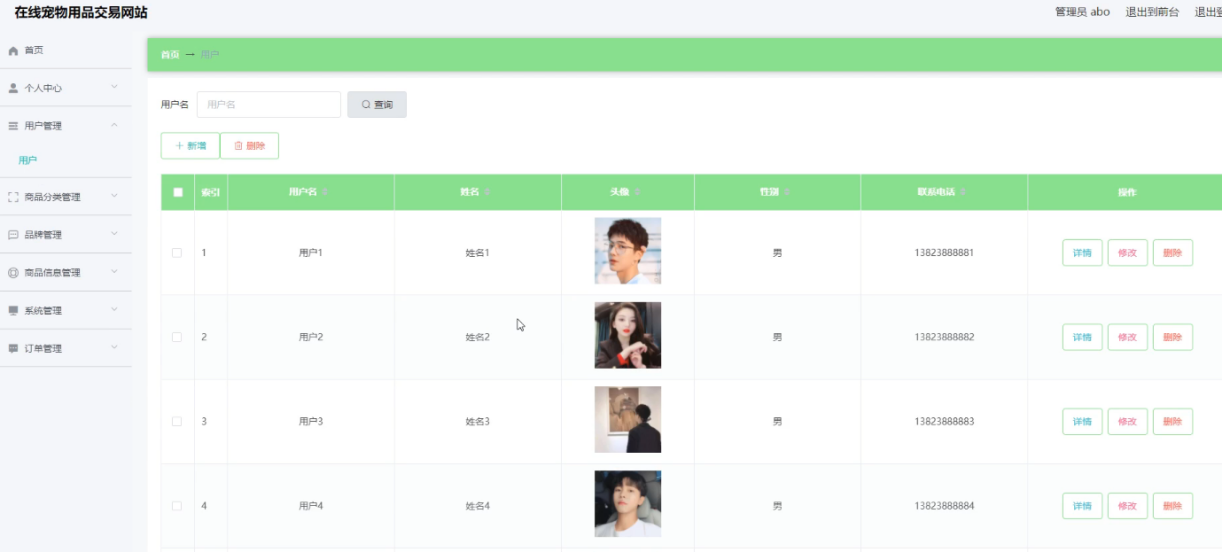 在线宠物用品交易网站
管理员 abo 退出到前台
首页
个人中心
用户管理
用户
商品分类管理
品牌管理
商品信息管理
系统管理
订单管理
首页 → 用户
用户名 用户名 查询
+ 新增 删除
索引 用户名 姓名 头像 性别 联系电话 操作
1 用户1 姓名1 男 13823888881 详情 修改 删除
2 用户2 姓名2 男 13823888882 详情 修改 删除
3 用户3 姓名3 男 13823888883 详情 修改 删除
4 用户4 姓名4 男 13823888884 详情 修改 删除